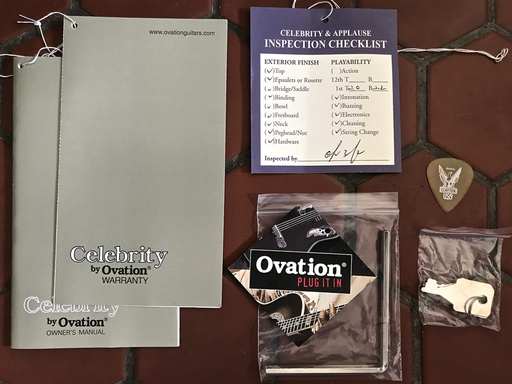 www.ovationguitars.com
Celebrity
by Ovation®
WARRANTY
Celebrity
by Ovation®
OWNER'S MANUAL
CELEBRITY & APPLAUSE
INSPECTION CHECKLIST
EXTERIOR FINISH
(✓) Top
(✓) Epaulets or Rosette
(✓) Bridge/Saddle
(✓) Binding
(✓) Bowl
(✓) Fretboard
(✓) Neck
(✓) Peghead/Nut
(✓) Hardware
PLAYABILITY
( ) Action
12th T B
1st T B
(✓) Intonation
(✓) Buzzing
(✓) Electronics
(✓) Cleaning
(✓) String Change
Inspected by
Ovation®
PLUG IT IN